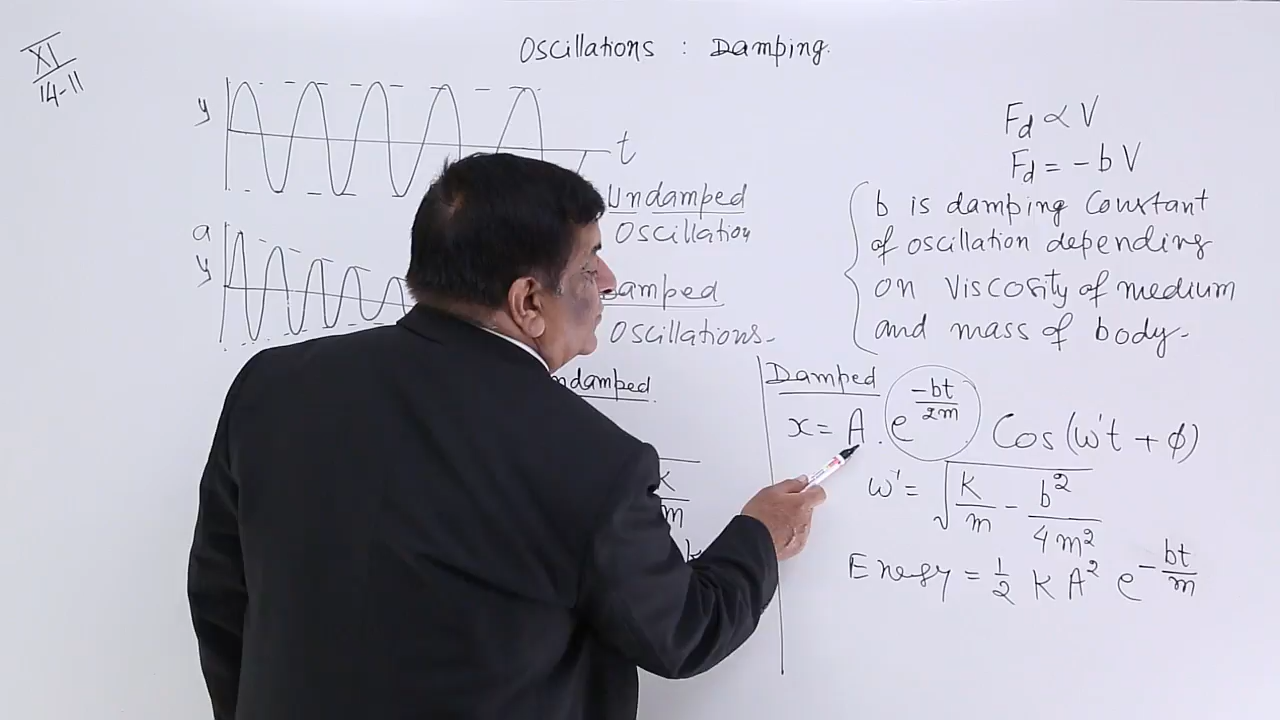 XI
14-11
Oscillations : Damping.
y
t
Undamped
Oscillation
a
y
Damped
Oscillations.
Undamped.
k
m
Fd ∝ V
Fd = -bV
b is damping Constant
of oscillation depending
on viscosity of medium
and mass of body.
Damped
x = A . e^(-bt/2m) Cos(ω't + φ)
ω' = √(k/m - b²/4m²)
Energy = 1/2 K A² e^(-bt/m)